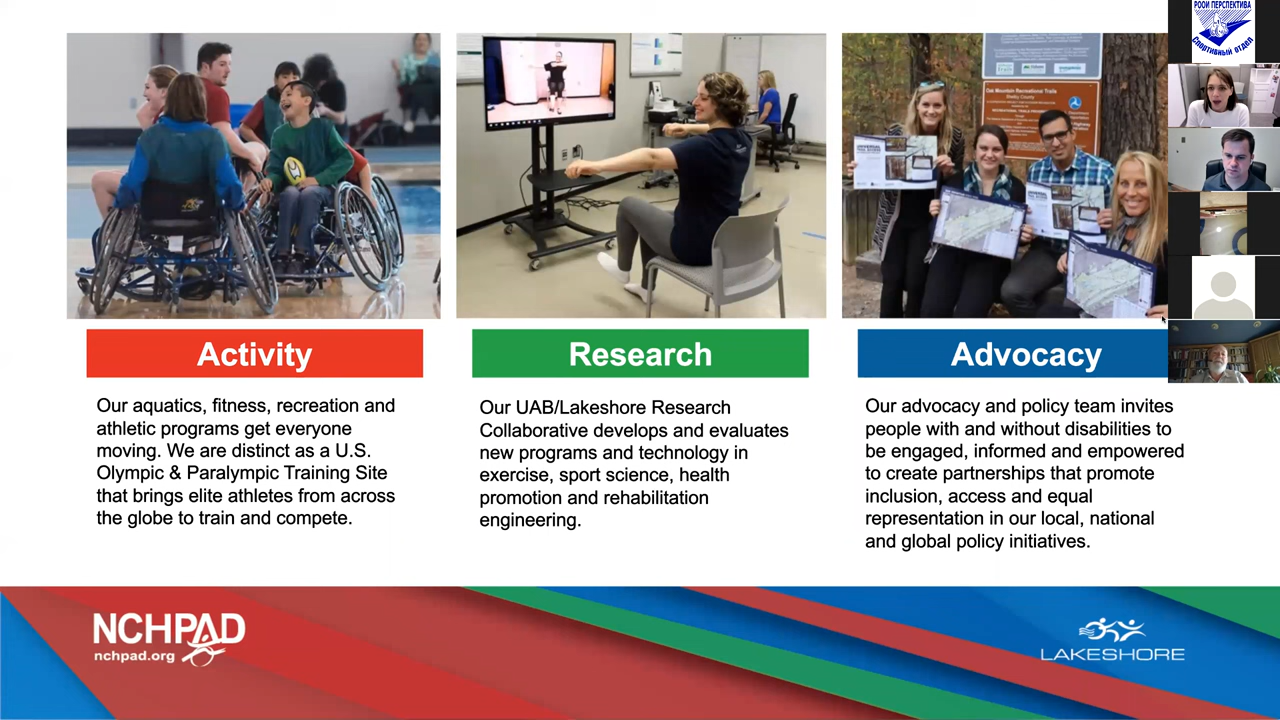 РООИ ПЕРСПЕКТИВА
СПОРТИВНЫЙ ОТДЕЛ
Oak Mountain Recreational Trails
Shelby County
Activity
Research
Advocacy
Our aquatics, fitness, recreation and
athletic programs get everyone
moving. We are distinct as a U.S.
Olympic & Paralympic Training Site
that brings elite athletes from across
the globe to train and compete.
Our UAB/Lakeshore Research
Collaborative develops and evaluates
new programs and technology in
exercise, sport science, health
promotion and rehabilitation
engineering.
Our advocacy and policy team invites
people with and without disabilities to
be engaged, informed and empowered
to create partnerships that promote
inclusion, access and equal
representation in our local, national
and global policy initiatives.
NCHPAD
nchpad.org
LAKESHORE